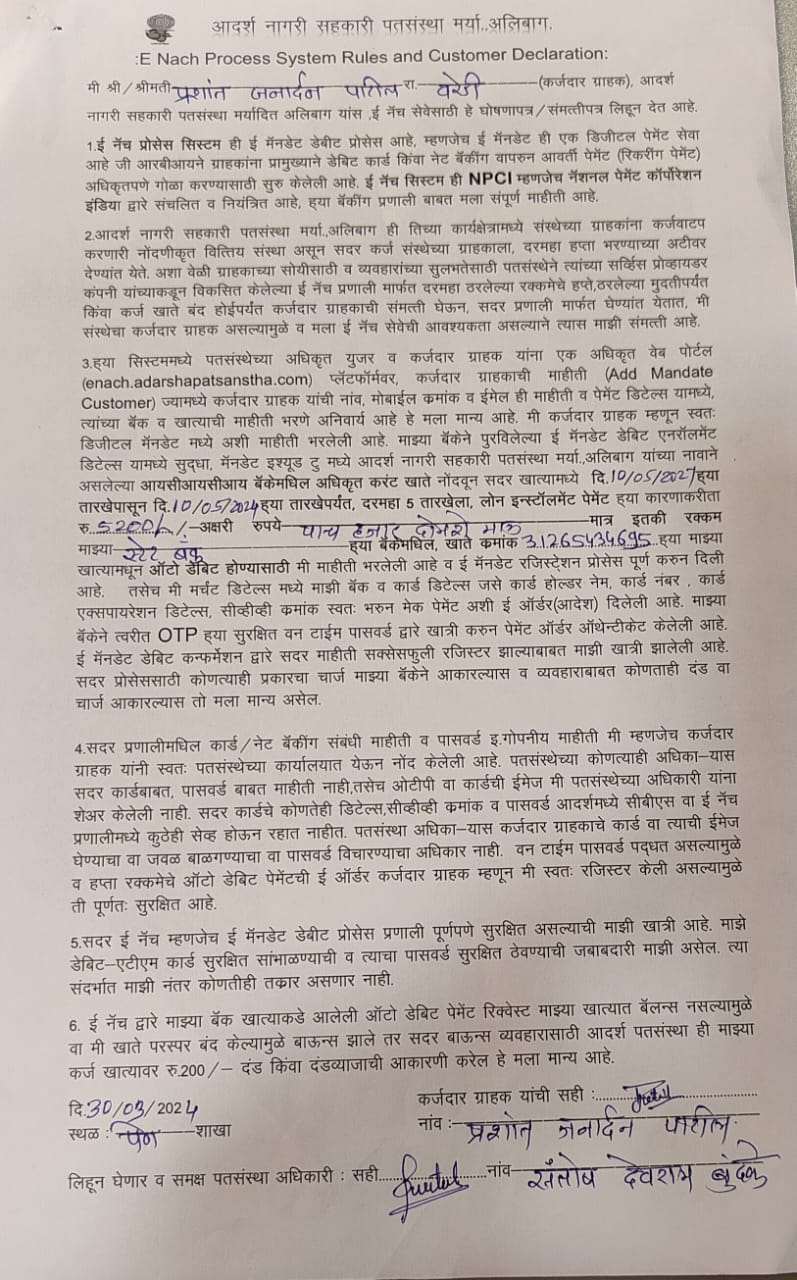 आदर्श नागरी सहकारी पतसंस्था मर्या..अलिबाग.
:E Nach Process System Rules and Customer Declaration:
मी श्री/श्रीमती प्रशांत जनार्दन पाटिल रा. वरेडी (कर्जदार ग्राहक), आदर्श
नागरी सहकारी पतसंस्था मर्यादित अलिबाग यांस ,ई नॅच सेवेसाठी हे घोषणापत्र/संमत्तीपत्र लिहून देत आहे.
1.ई नॅच प्रोसेस सिस्टम ही ई मॅनडेट डेबीट प्रोसेस आहे, म्हणजेच ई मॅनडेट ही एक डिजिटल पेमेंट सेवा
आहे जी आरबीआयने ग्राहकांना प्रामुख्याने डेबिट कार्ड किंवा नेट बॅकींग वापरुन आवर्ती पेमेंट (रिकरींग पेमेंट)
अधिकृतपणे गोळा करण्यासाठी सुरु केलेली आहे. ई नॅच सिस्टम ही NPCI म्हणजेच नॅशनल पेमेंट कॉर्पोरेशन
इंडिया द्वारे संचलित व नियंत्रित आहे, हया बॅकींग प्रणाली बाबत मला संपूर्ण माहीती आहे.
2.आदर्श नागरी सहकारी पतसंस्था मर्या.,अलिबाग ही तिच्या कार्यक्षेत्रामध्ये संस्थेच्या ग्राहकांना कर्जवाटप
करणारी नोंदणीकृत वित्तिय संस्था असून सदर कर्ज संस्थेच्या ग्राहकाला, दरमहा हप्ता भरण्याच्या अटीवर
देण्यांत येते. अशा वेळी ग्राहकाच्या सोयीसाठी व व्यवहारांच्या सुलभतेसाठी पतसंस्थेने त्यांच्या सर्व्हिस प्रोव्हायडर
कंपनी यांच्याकडून विकसित केलेल्या ई नॅच प्रणाली मार्फत दरमहा ठरलेल्या रक्कमेचे हप्ते,ठरलेल्या मुदतीपर्यंत
किंवा कर्ज खाते बंद होईपर्यंत कर्जदार ग्राहकाची संमत्ती घेऊन, सदर प्रणाली मार्फत घेण्यांत येतात, मी
संस्थेचा कर्जदार ग्राहक असल्यामुळे व मला ई नॅच सेवेची आवश्यकता असल्याने त्यास माझी संमत्ती आहे.
3.हया सिस्टममध्ये पतसंस्थेच्या अधिकृत युजर व कर्जदार ग्राहक यांना एक अधिकृत वेब पोर्टल
(enach.adarshapatsanstha.com) प्लॅटफॉर्मवर, कर्जदार ग्राहकाची माहीती (Add Mandate
Customer) ज्यामध्ये कर्जदार ग्राहक यांची नांव, मोबाईल क्रमांक व ईमेल ही माहीती व पेमेंट डिटेल्स यामध्ये,
त्यांच्या बॅक व खात्याची माहीती भरणे अनिवार्य आहे हे मला मान्य आहे. मी कर्जदार ग्राहक म्हणून स्वतः
डिजीटल मॅनडेट मध्ये अशी माहीती भरलेली आहे. माझ्या बॅकेने पुरविलेल्या ई मॅनडेट डेबिट एनरॉलमेंट
डिटेल्स यामध्ये सुद्धा, मॅनडेट इश्यूड टु मध्ये आदर्श नागरी सहकारी पतसंस्था मर्या.,अलिबाग यांच्या नावाने
असलेल्या आयसीआयसीआय बॅकेमधिल अधिकृत करंट खाते नोंदवून सदर खात्यामध्ये दि.10/05/2027हया
तारखेपासून दि.10/05/2024हया तारखेपर्यंत, दरमहा 5 तारखेला, लोन इन्स्टॉलमेंट पेमेंट हया कारणाकरीता
रु.5200/-/-अक्षरी रुपये पाच हजार दोनशे मात्र मात्र इतकी रक्कम
माझ्या स्टेट बँक हया बॅकेमधिल, खाते क्रमांक 31265434695 हया माझ्या
खात्यामधून ऑटो डेबिट होण्यासाठी मी माहीती भरलेली आहे व ई मॅनडेट रजिस्ट्रेशन प्रोसेस पूर्ण करुन दिली
आहे. तसेच मी मर्चंट डिटेल्स मध्ये माझी बॅक व कार्ड डिटेल्स जसे कार्ड होल्डर नेम, कार्ड नंबर , कार्ड
एक्सपायरेशन डिटेल्स, सीव्हीव्ही क्रमांक स्वतः भरुन मेक पेमेंट अशी ई ऑर्डर(आदेश) दिलेली आहे. माझ्या
बॅकेने त्वरीत OTP हया सुरक्षित वन टाईम पासवर्ड द्वारे खात्री करुन पेमेंट ऑर्डर ऑथेन्टीकेट केलेली आहे.
ई मॅनडेट डेबिट कन्फर्मेशन द्वारे सदर माहीती सक्सेसफुली रजिस्टर झाल्याबाबत माझी खात्री झालेली आहे.
सदर प्रोसेससाठी कोणत्याही प्रकारचा चार्ज माझ्या बॅकेने आकारल्यास व व्यवहाराबाबत कोणताही दंड वा
चार्ज आकारल्यास तो मला मान्य असेल.
4.सदर प्रणालीमधिल कार्ड/नेट बॅकींग संबंधी माहीती व पासवर्ड इ.गोपनीय माहीती मी म्हणजेच कर्जदार
ग्राहक यांनी स्वतः पतसंस्थेच्या कार्यालयात येऊन नोंद केलेली आहे. पतसंस्थेच्या कोणत्याही अधिका–यास
सदर कार्डबाबत, पासवर्ड बाबत माहीती नाही,तसेच ओटीपी वा कार्डची ईमेज मी पतसंस्थेच्या अधिकारी यांना
शेअर केलेली नाही. सदर कार्डचे कोणतेही डिटेल्स,सीव्हीव्ही क्रमांक व पासवर्ड आदर्शमध्ये सीबीएस वा ई नॅच
प्रणालीमध्ये कुठेही सेव्ह होऊन रहात नाहीत. पतसंस्था अधिका–यास कर्जदार ग्राहकाचे कार्ड वा त्याची ईमेज
घेण्याचा वा जवळ बाळगण्याचा वा पासवर्ड विचारण्याचा अधिकार नाही. वन टाईम पासवर्ड पद्धत असल्यामुळे
व हप्ता रक्कमेचे ऑटो डेबिट पेमेंटची ई ऑर्डर कर्जदार ग्राहक म्हणून मी स्वतः रजिस्टर केली असल्यामुळे
ती पूर्णतः सुरक्षित आहे.
5.सदर ई नॅच म्हणजेच ई मॅनडेट डेबीट प्रोसेस प्रणाली पूर्णपणे सुरक्षित असल्याची माझी खात्री आहे. माझे
डेबिट-एटीएम कार्ड सुरक्षित सांभाळण्याची व त्याचा पासवर्ड सुरक्षित ठेवण्याची जबाबदारी माझी असेल. त्या
संदर्भात माझी नंतर कोणतीही तक्रार असणार नाही.
6. ई नॅच द्वारे माझ्या बॅक खात्याकडे आलेली ऑटो डेबिट पेमेंट रिक्वेस्ट माझ्या खात्यात बॅलन्स नसल्यामुळे
वा मी खाते परस्पर बंद केल्यामुळे बाऊन्स झाले तर सदर बाऊन्स व्यवहारासाठी आदर्श पतसंस्था ही माझ्या
कर्ज खात्यावर रु.200/– दंड किंवा दंडव्याजाची आकारणी करेल हे मला मान्य आहे.
कर्जदार ग्राहक यांची सही :
दि.30/03/2024
नांव :- प्रशांत जनार्दन पाटील.
स्थळ : पेण शाखा
लिहून घेणार व समक्ष पतसंस्था अधिकारी : सही नांव संतोष देवराम बुंदके